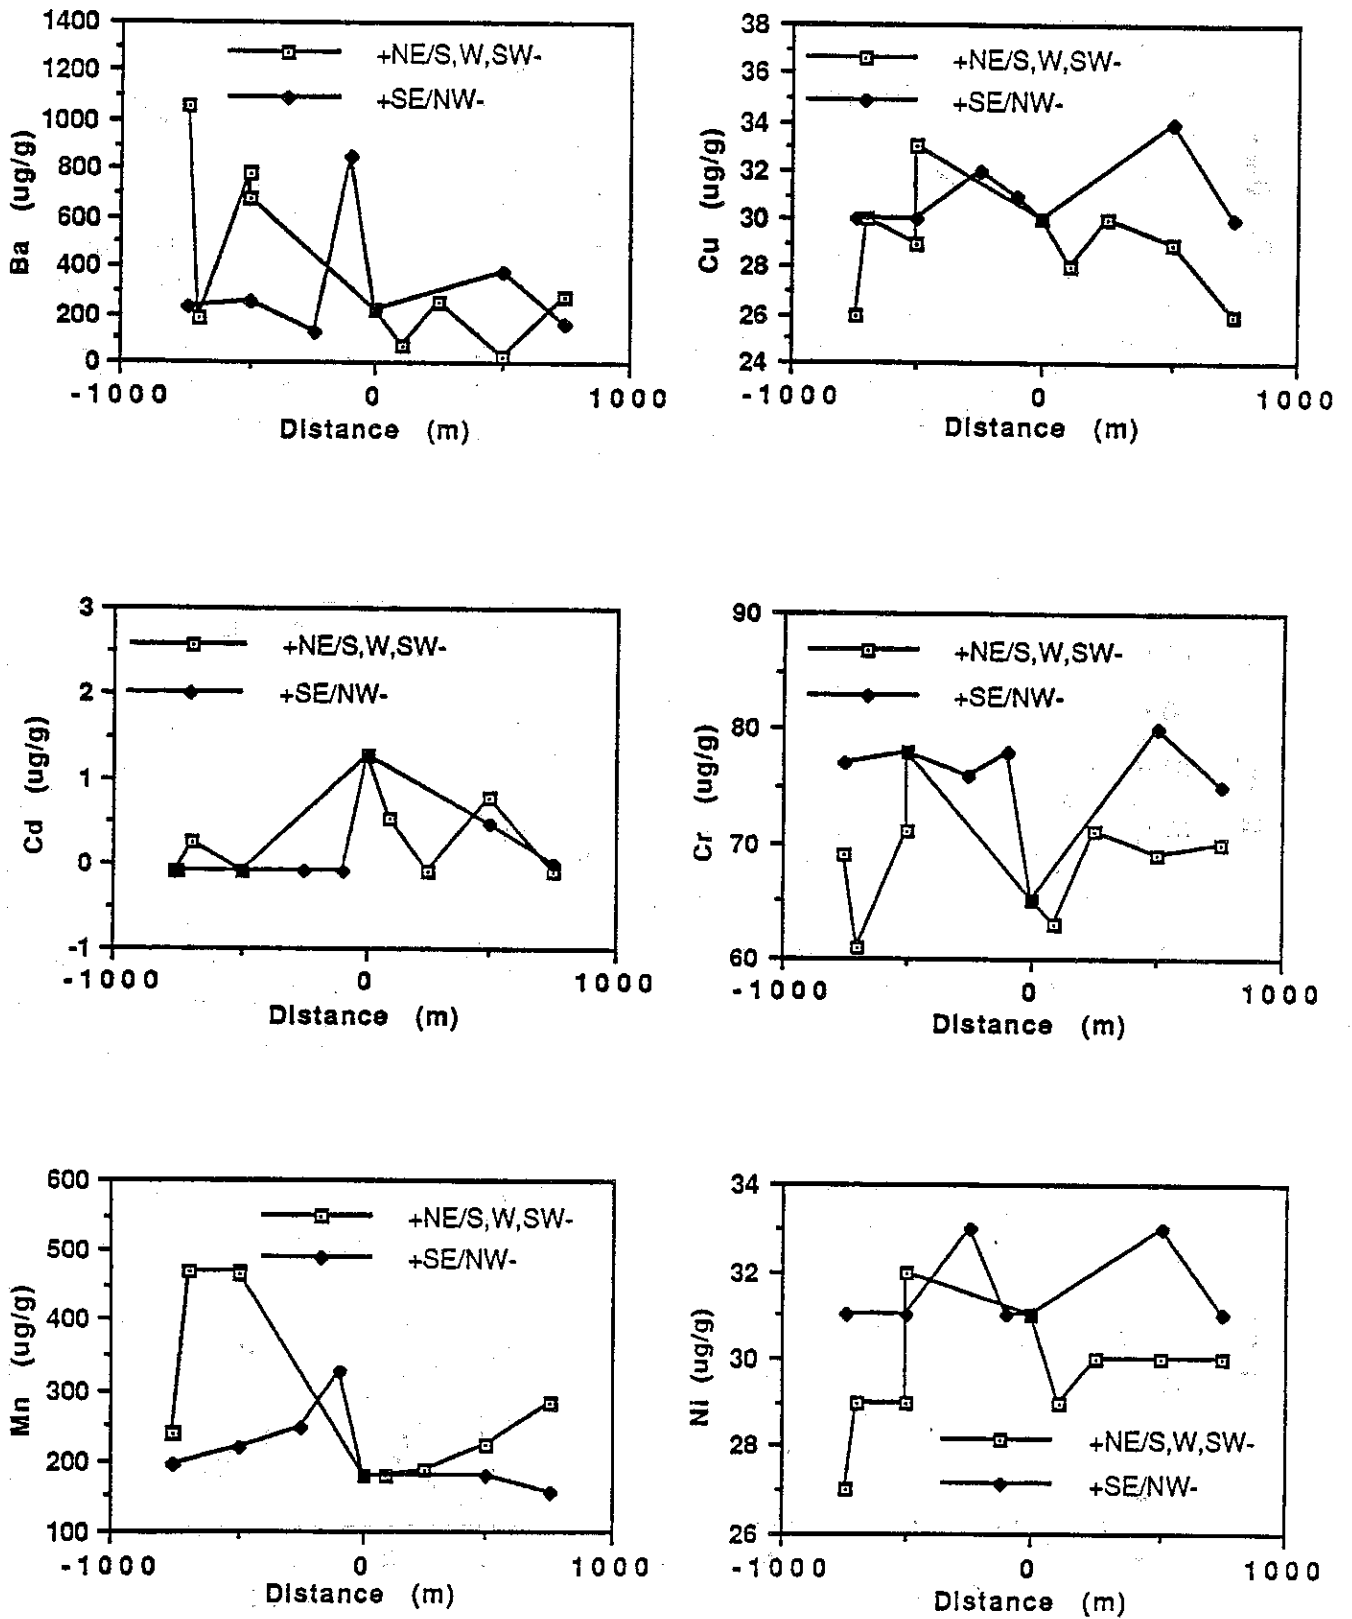 1400
1200
1000
800
600
400
200
0
Ba (ug/g)
+NE/S,W,SW-
+SE/NW-
-1000 0 1000
Distance (m)
38
36
34
32
30
28
26
24
Cu (ug/g)
+NE/S,W,SW-
+SE/NW-
-1000 0 1000
Distance (m)
3
2
1
0
-1
Cd (ug/g)
+NE/S,W,SW-
+SE/NW-
-1000 0 1000
Distance (m)
90
80
70
60
Cr (ug/g)
+NE/S,W,SW-
+SE/NW-
-1000 0 1000
Distance (m)
600
500
400
300
200
100
Mn (ug/g)
+NE/S,W,SW-
+SE/NW-
-1000 0 1000
Distance (m)
34
32
30
28
26
Ni (ug/g)
+NE/S,W,SW-
+SE/NW-
-1000 0 1000
Distance (m)